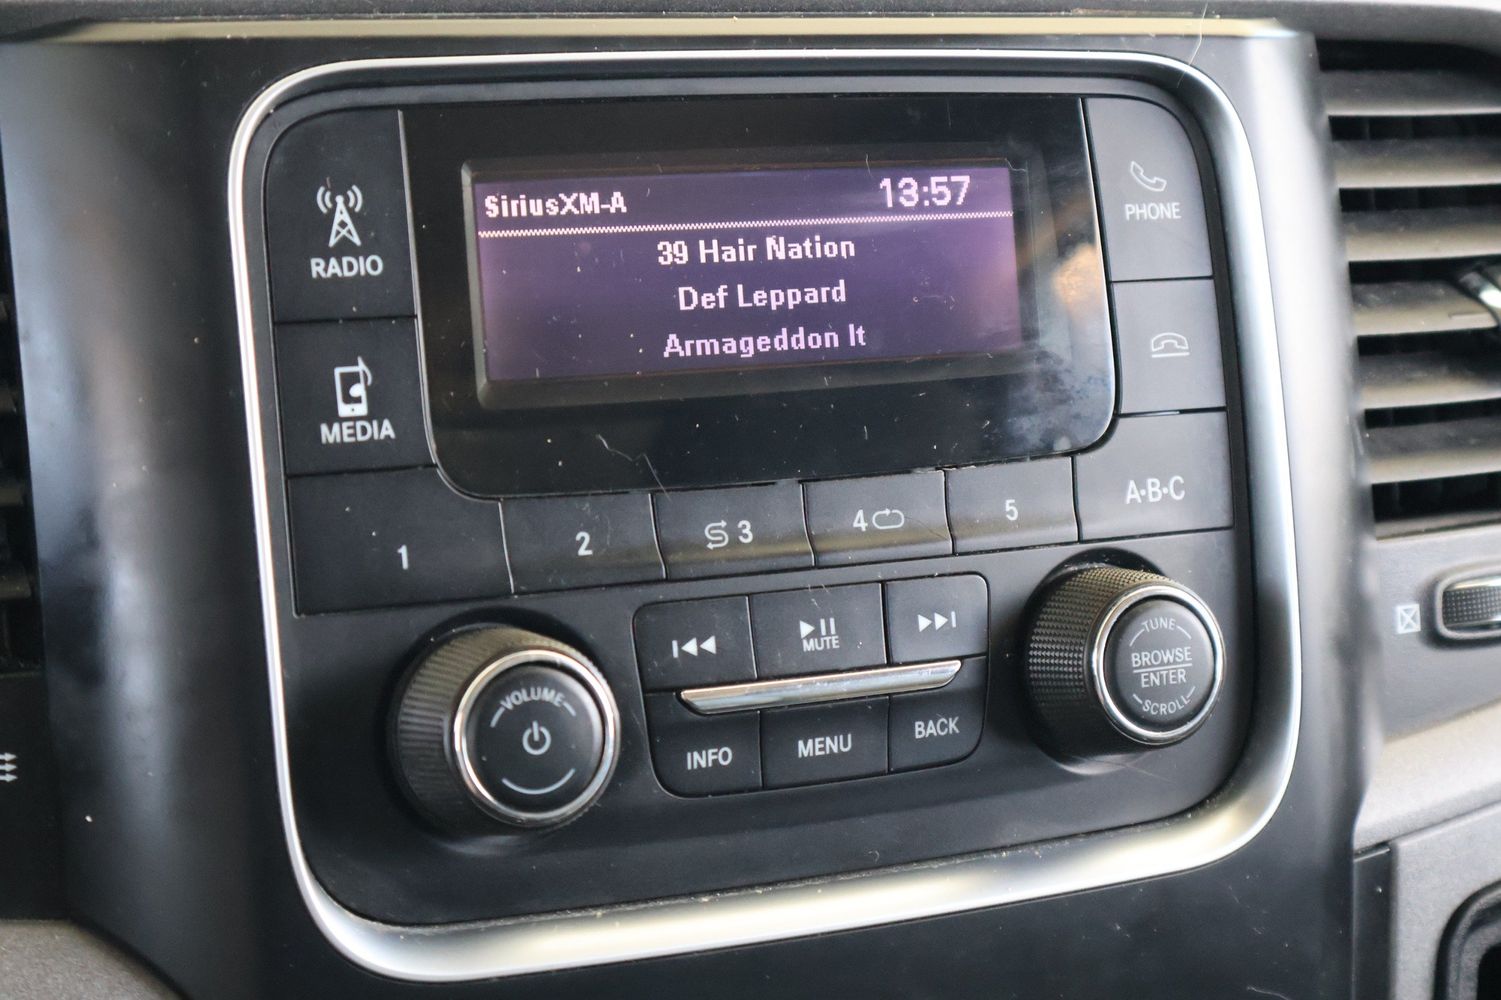 SiriusXM-A 13:57
39 Hair Nation
Def Leppard
Armageddon It
RADIO
MEDIA
PHONE
1 2 3 4 5 A·B·C
MUTE
INFO MENU BACK
VOLUME
TUNE
BROWSE
ENTER
SCROLL